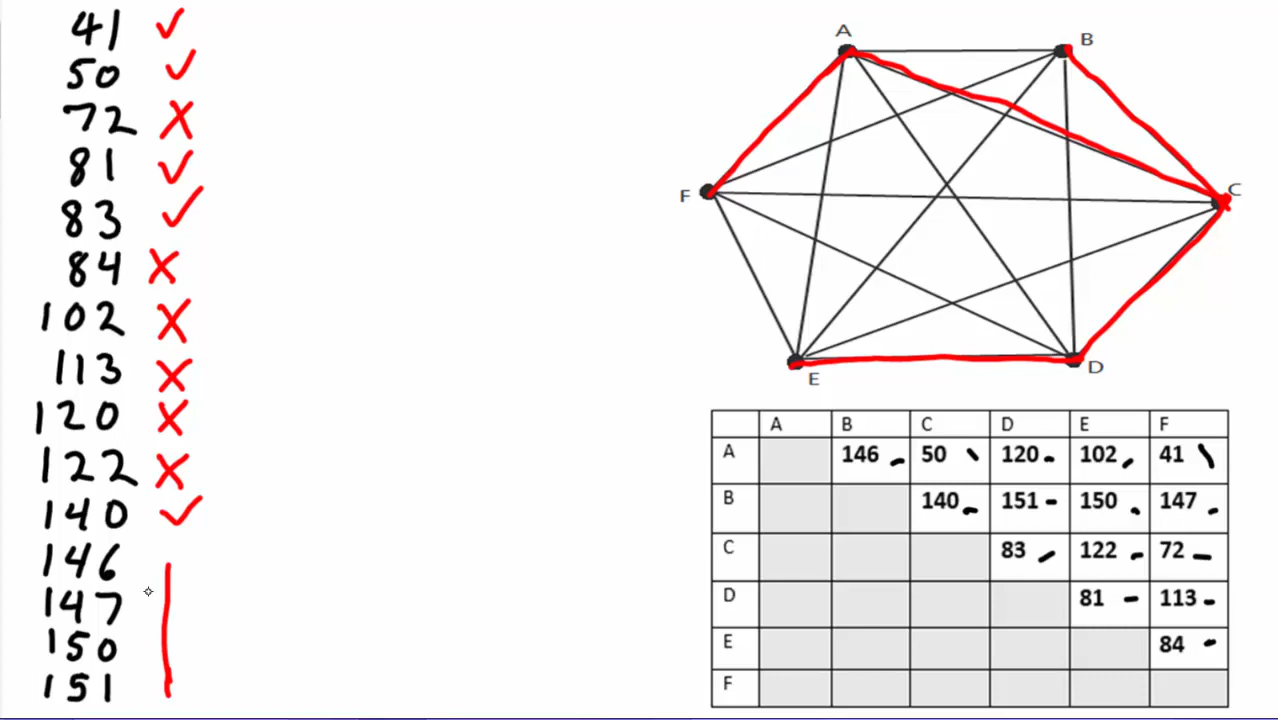 41 ✓
50 ✓
72 ✗
81 ✓
83 ✓
84 ✗
102 ✗
113 ✗
120 ✗
122 ✗
140 ✓
146
147
150
151
A
B
F
C
D
E
A B C D E F
A 146 50 120 102 41
B 140 151 150 147
C 83 122 72
D 81 113
E 84
F